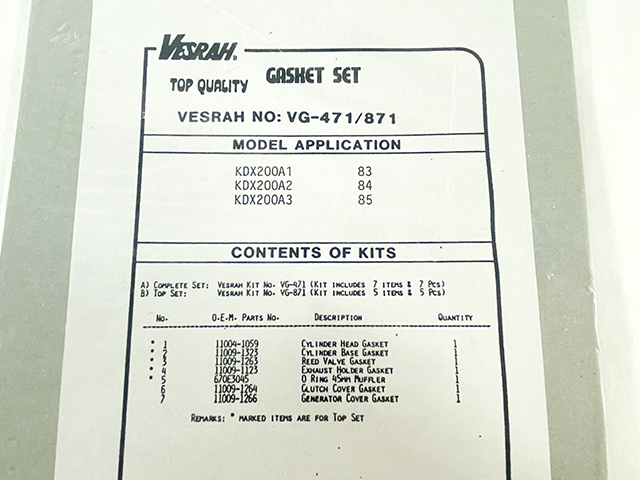 VESRAH®
TOP QUALITY GASKET SET
VESRAH NO: VG-471/871
MODEL APPLICATION
KDX200A1 83
KDX200A2 84
KDX200A3 85
CONTENTS OF KITS
A) COMPLETE SET: VESRAH KIT NO. VG-471 (KIT INCLUDES 7 ITEMS & 7 PCS)
B) TOP SET: VESRAH KIT NO. VG-871 (KIT INCLUDES 5 ITEMS & 5 PCS)
NO. O.E.M. PARTS NO. DESCRIPTION QUANTITY
* 1 11004-1059 CYLINDER HEAD GASKET 1
* 2 11009-1323 CYLINDER BASE GASKET 1
* 3 11009-1263 REED VALVE GASKET 1
* 4 11009-1123 EXHAUST HOLDER GASKET 1
* 5 670E3045 O RING 45MM MUFFLER 1
6 11009-1264 CLUTCH COVER GASKET 1
7 11009-1266 GENERATOR COVER GASKET 1
REMARKS: * MARKED ITEMS ARE FOR TOP SET